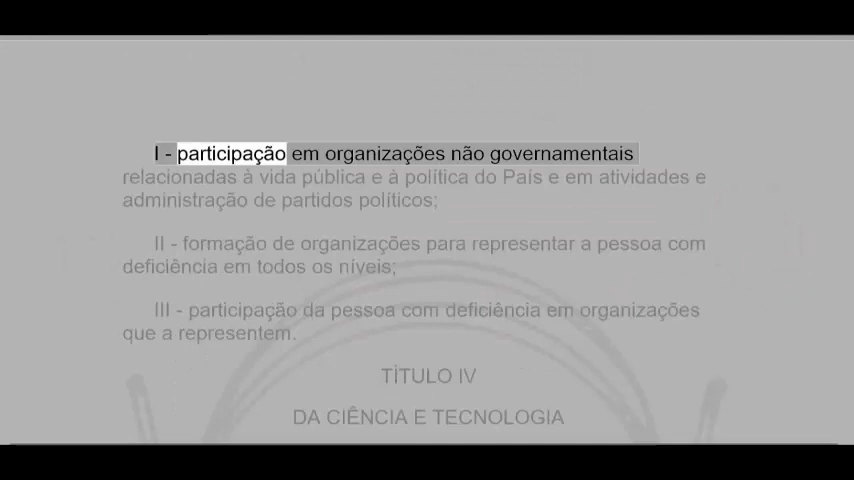 I - participação em organizações não governamentais
relacionadas à vida pública e à política do País e em atividades e
administração de partidos políticos;
II - formação de organizações para representar a pessoa com
deficiência em todos os níveis;
III - participação da pessoa com deficiência em organizações
que a representem.
TÍTULO IV
DA CIÊNCIA E TECNOLOGIA